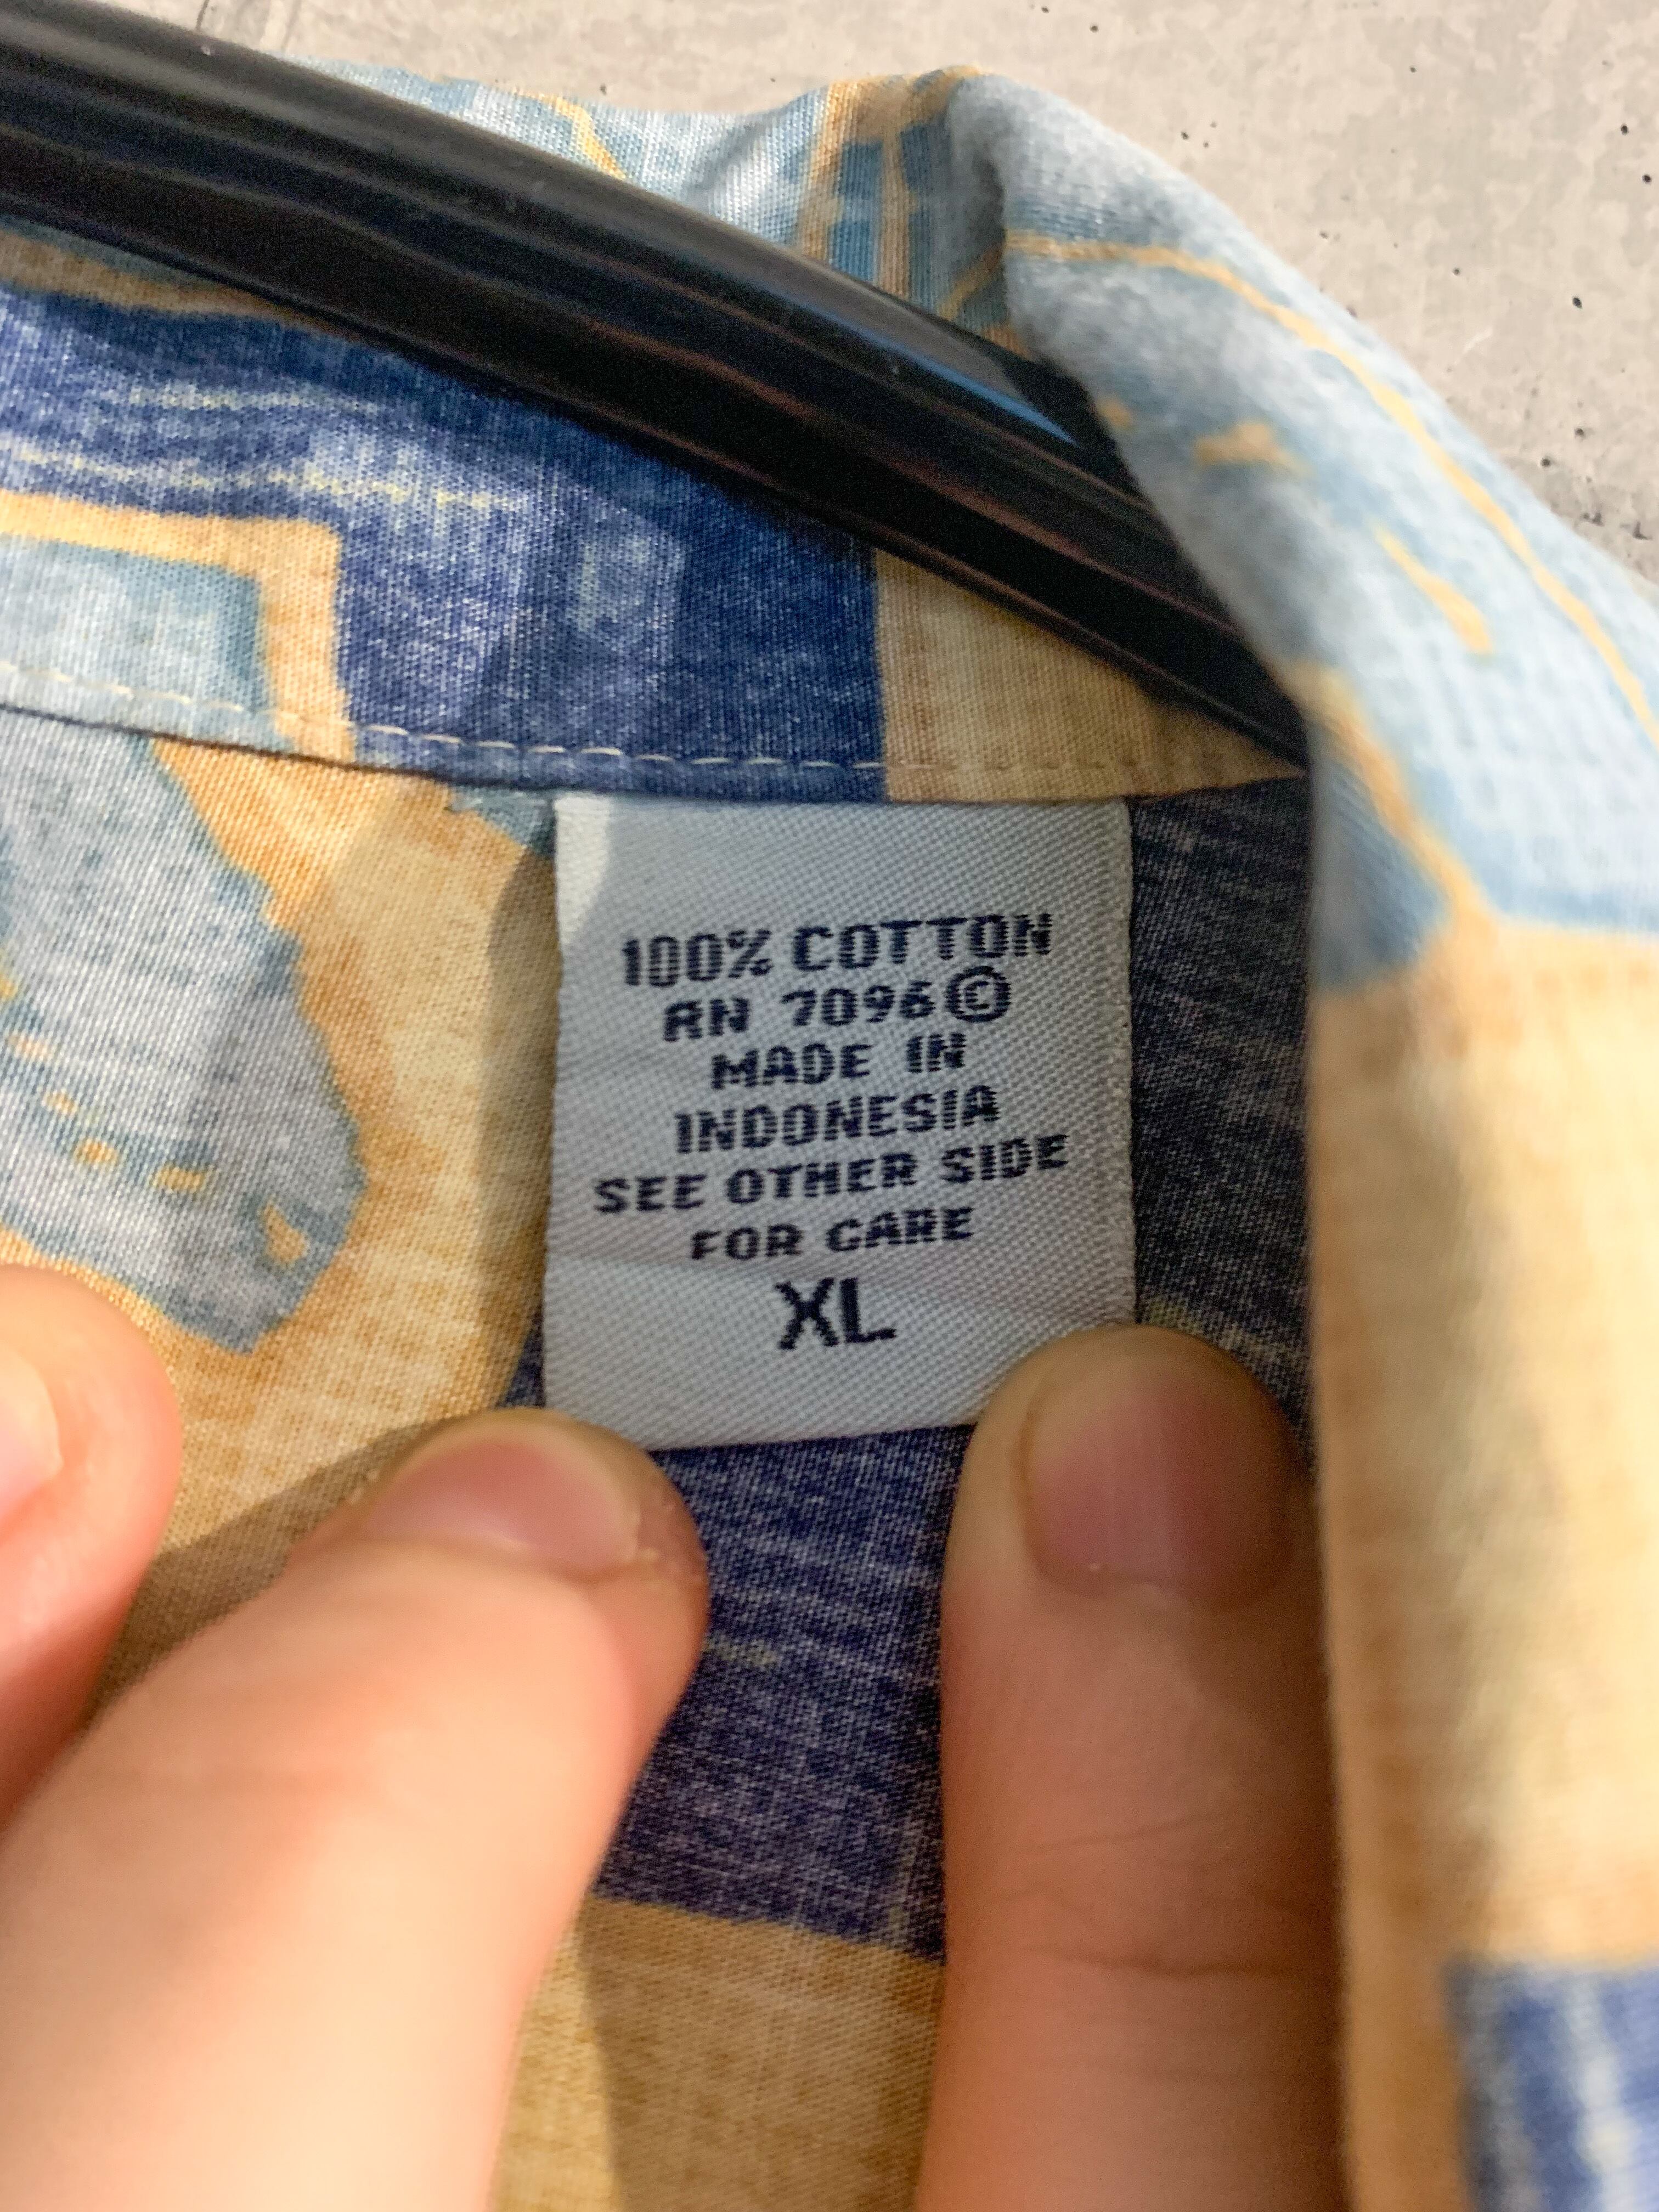 100% COTTON
RN 7096©
MADE IN
INDONESIA
SEE OTHER SIDE
FOR CARE
XL